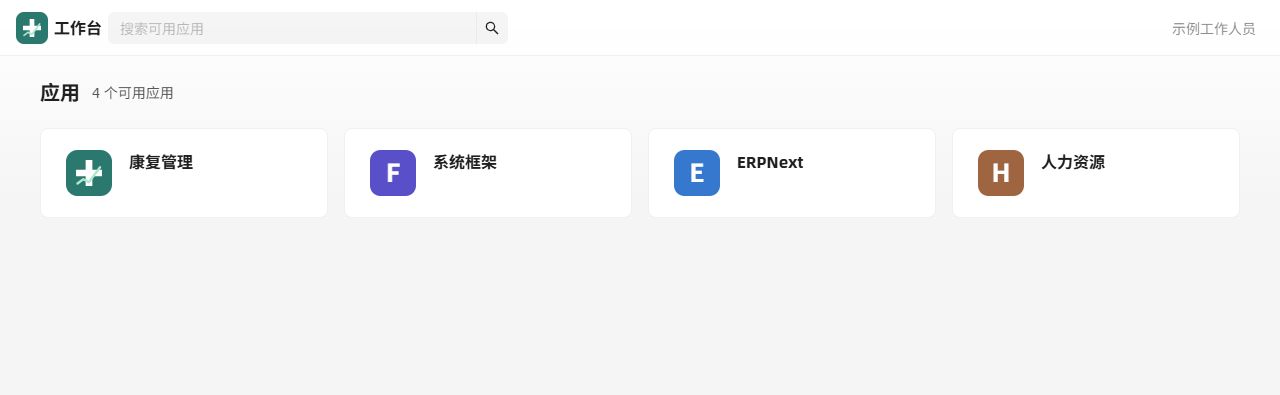 工作台
搜索可用应用
示例工作人员
应用
4 个可用应用
康复管理
F
系统框架
E
ERPNext
H
人力资源